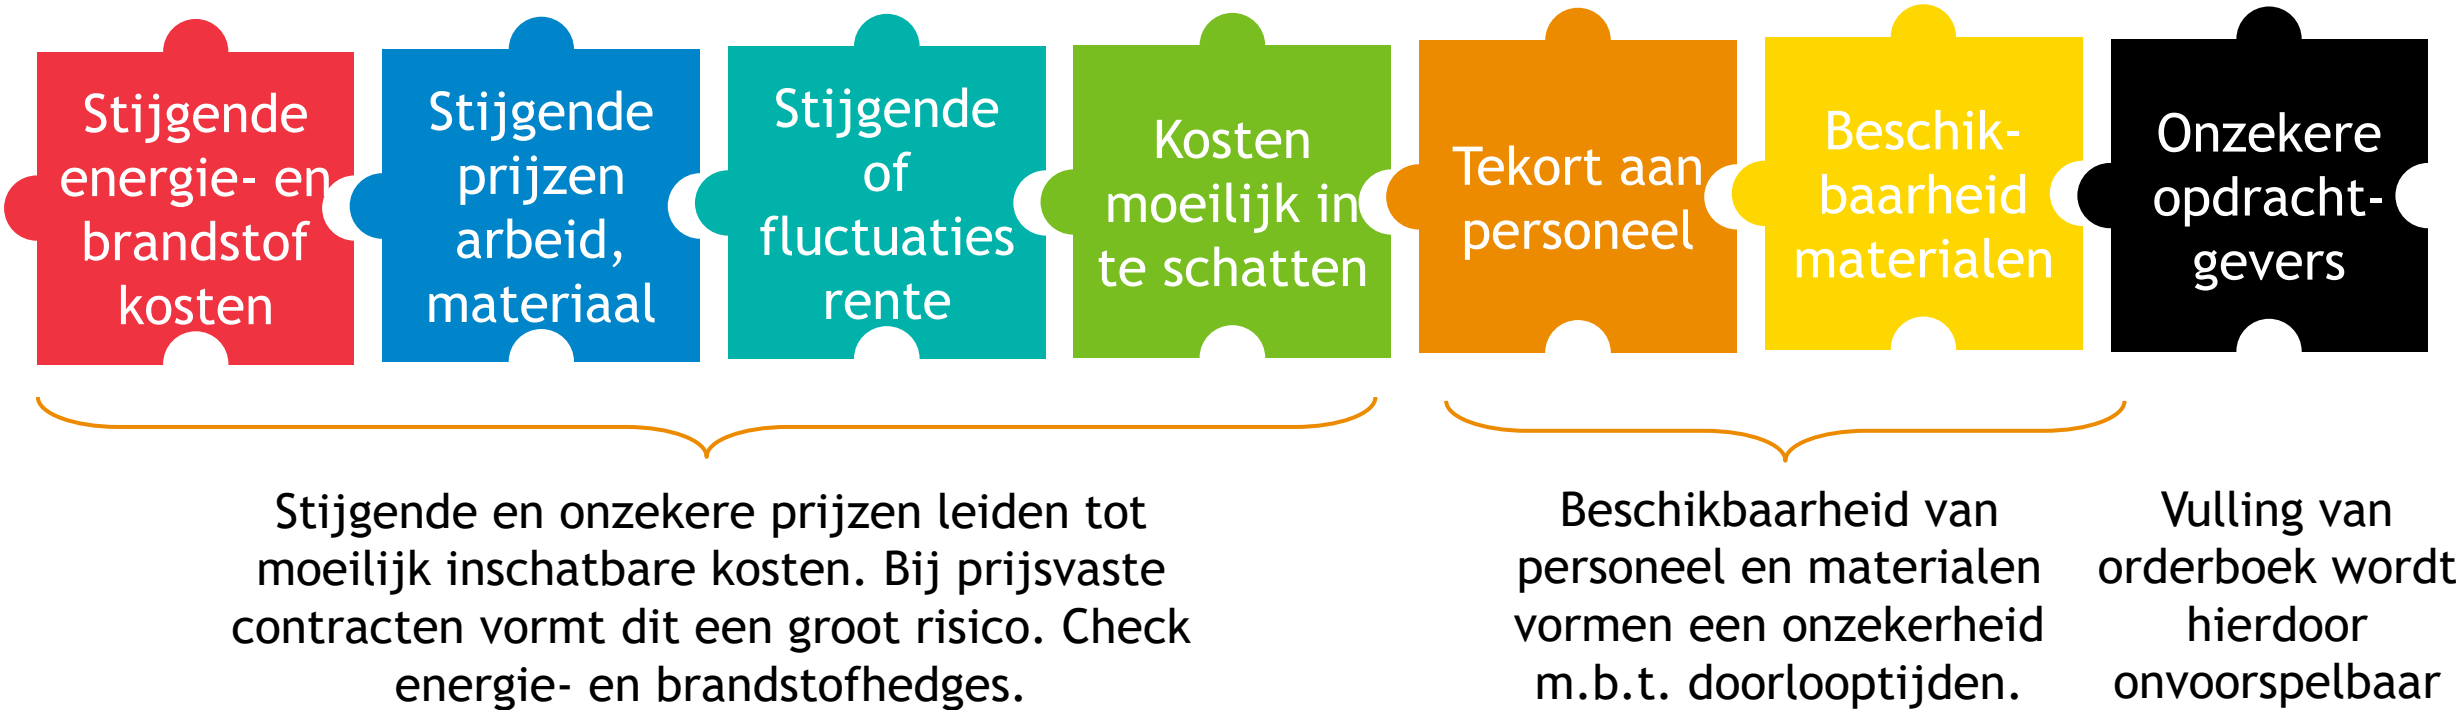 Stijgende
energie- en
brandstof
kosten
Stijgende
prijzen
arbeid,
materiaal
Stijgende
of
fluctuaties
rente
Kosten
moeilijk in
te schatten
Tekort aan
personeel
Beschik-
baarheid
materialen
Onzekere
opdracht-
gevers
Stijgende en onzekere prijzen leiden tot
moeilijk inschatbare kosten. Bij prijsvaste
contracten vormt dit een groot risico. Check
energie- en brandstofhedges.
Beschikbaarheid van
personeel en materialen
vormen een onzekerheid
m.b.t. doorlooptijden.
Vulling van
orderboek wordt
hierdoor
onvoorspelbaar